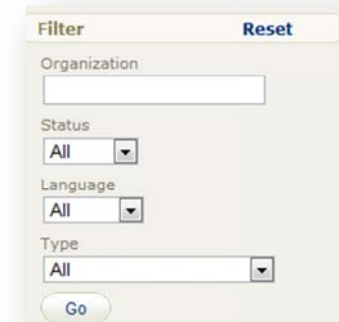 Filter Reset
Organization
Status
All
Language
All
Type
All
Go